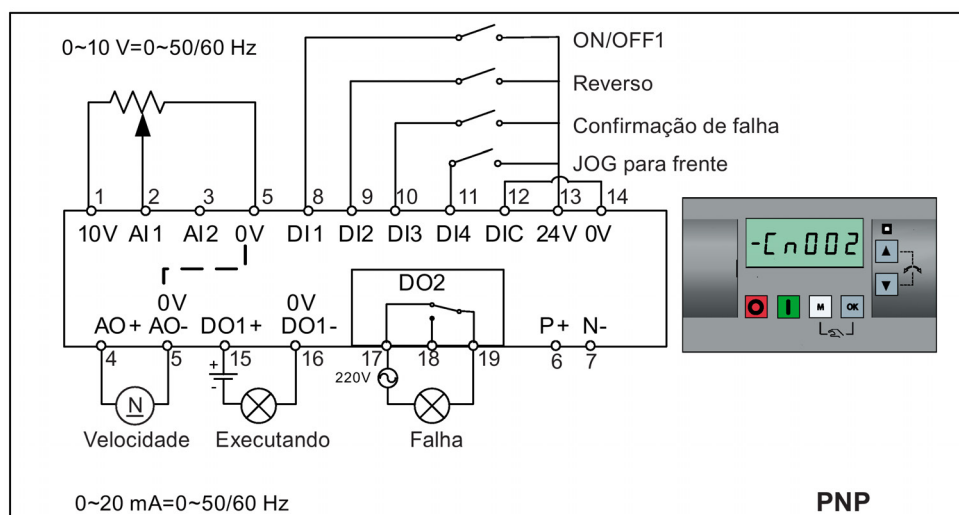 0~10 V=0~50/60 Hz
ON/OFF1
Reverso
Confirmação de falha
JOG para frente
1 2 3 5 8 9 10 11 12 13 14
10V AI1 AI2 0V DI1 DI2 DI3 DI4 DIC 24V 0V
-Cn002
M OK
DO2
0V 0V
AO+ AO- DO1+ DO1- P+ N-
4 5 15 16 17 18 19 6 7
+
-
220V
N
Velocidade Executando Falha
0~20 mA=0~50/60 Hz
PNP